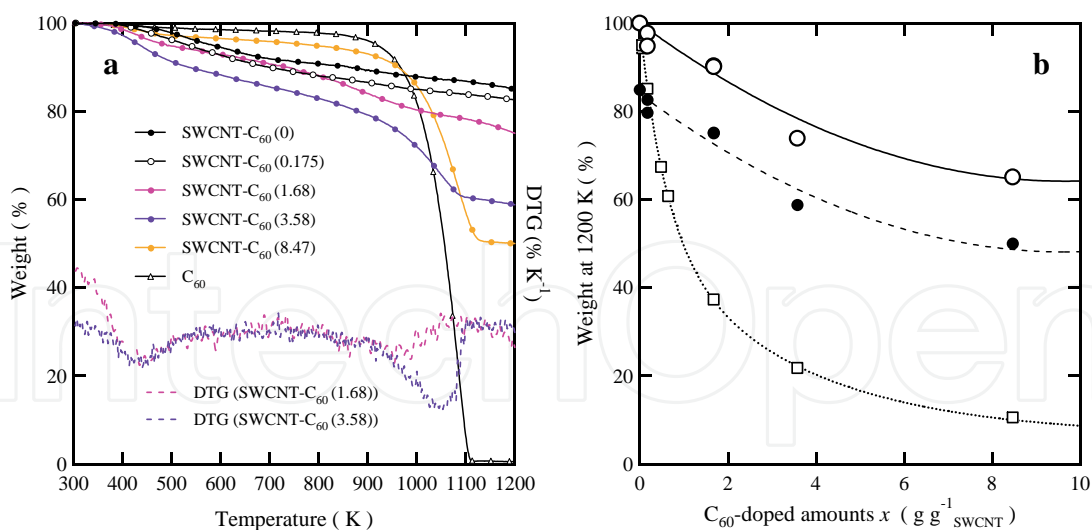 100
80
60
40
20
0
Weight (%)
a
SWCNT-C60 (0)
SWCNT-C60 (0.175)
SWCNT-C60 (1.68)
SWCNT-C60 (3.58)
SWCNT-C60 (8.47)
C60
DTG (SWCNT-C60 (1.68))
DTG (SWCNT-C60 (3.58))
300 400 500 600 700 800 900 1000 1100 1200
Temperature ( K )
DTG (% K-1)
100
80
60
40
20
0
Weight at 1200 K ( % )
b
0 2 4 6 8 10
C60-doped amounts x ( g g-1SWCNT )
IntechOpen